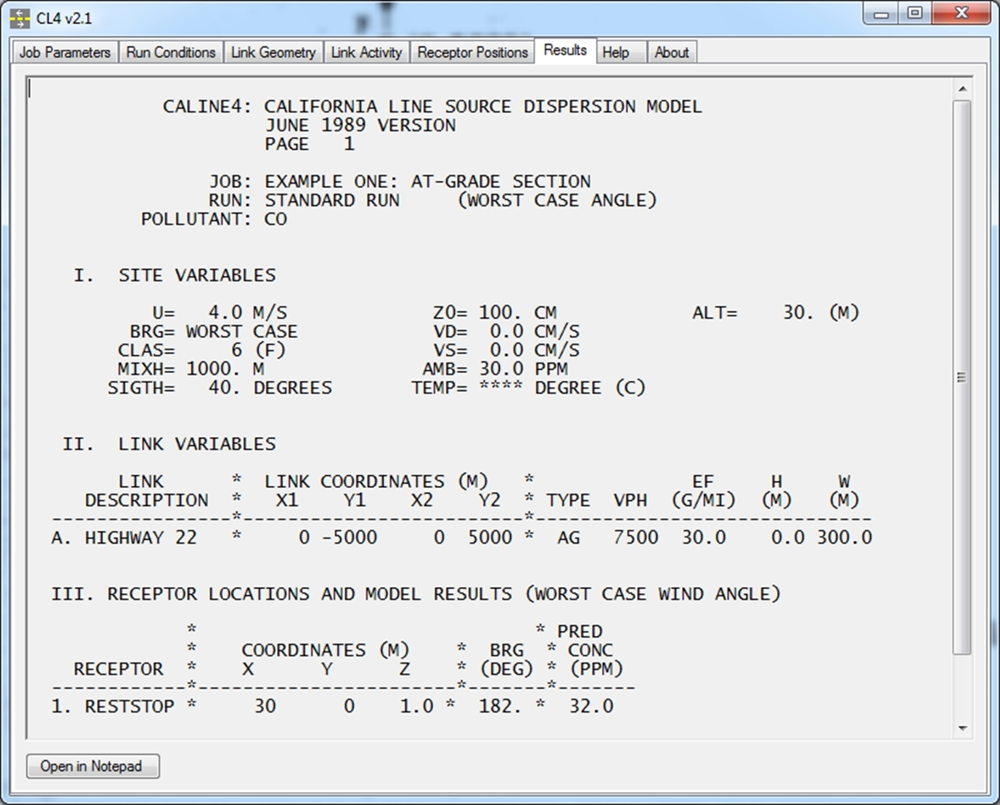 CL4 v2.1
Job Parameters Run Conditions Link Geometry Link Activity Receptor Positions Results Help About
CALINE4: CALIFORNIA LINE SOURCE DISPERSION MODEL
JUNE 1989 VERSION
PAGE 1
JOB: EXAMPLE ONE: AT-GRADE SECTION
RUN: STANDARD RUN (WORST CASE ANGLE)
POLLUTANT: CO
I. SITE VARIABLES
U= 4.0 M/S Z0= 100. CM ALT= 30. (M)
BRG= WORST CASE VD= 0.0 CM/S
CLAS= 6 (F) VS= 0.0 CM/S
MIXH= 1000. M AMB= 30.0 PPM
SIGTH= 40. DEGREES TEMP= **** DEGREE (C)
II. LINK VARIABLES
LINK * LINK COORDINATES (M) * EF H W
DESCRIPTION * X1 Y1 X2 Y2 * TYPE VPH (G/MI) (M) (M)
----------------*-------------------------*------------------------------
A. HIGHWAY 22 * 0 -5000 0 5000 * AG 7500 30.0 0.0 300.0
III. RECEPTOR LOCATIONS AND MODEL RESULTS (WORST CASE WIND ANGLE)
* * PRED
* COORDINATES (M) * BRG * CONC
RECEPTOR * X Y Z * (DEG) * (PPM)
------------*-----------------------*-------*-------
1. RESTSTOP * 30 0 1.0 * 182. * 32.0
Open in Notepad